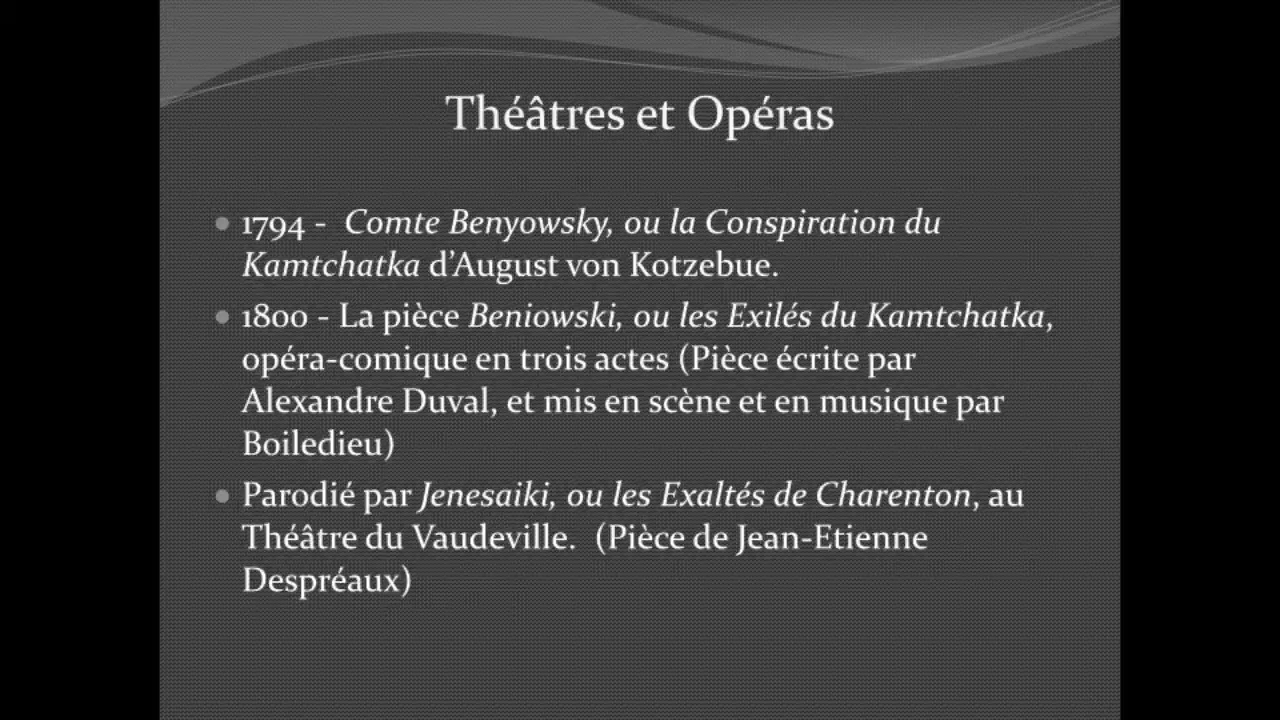 Théâtres et Opéras
• 1794 - Comte Benyowsky, ou la Conspiration du
Kamtchatka d’August von Kotzebue.
• 1800 - La pièce Beniowski, ou les Exilés du Kamtchatka,
opéra-comique en trois actes (Pièce écrite par
Alexandre Duval, et mis en scène et en musique par
Boiledieu)
• Parodié par Jenesaiki, ou les Exaltés de Charenton, au
Théâtre du Vaudeville. (Pièce de Jean-Etienne
Despréaux)